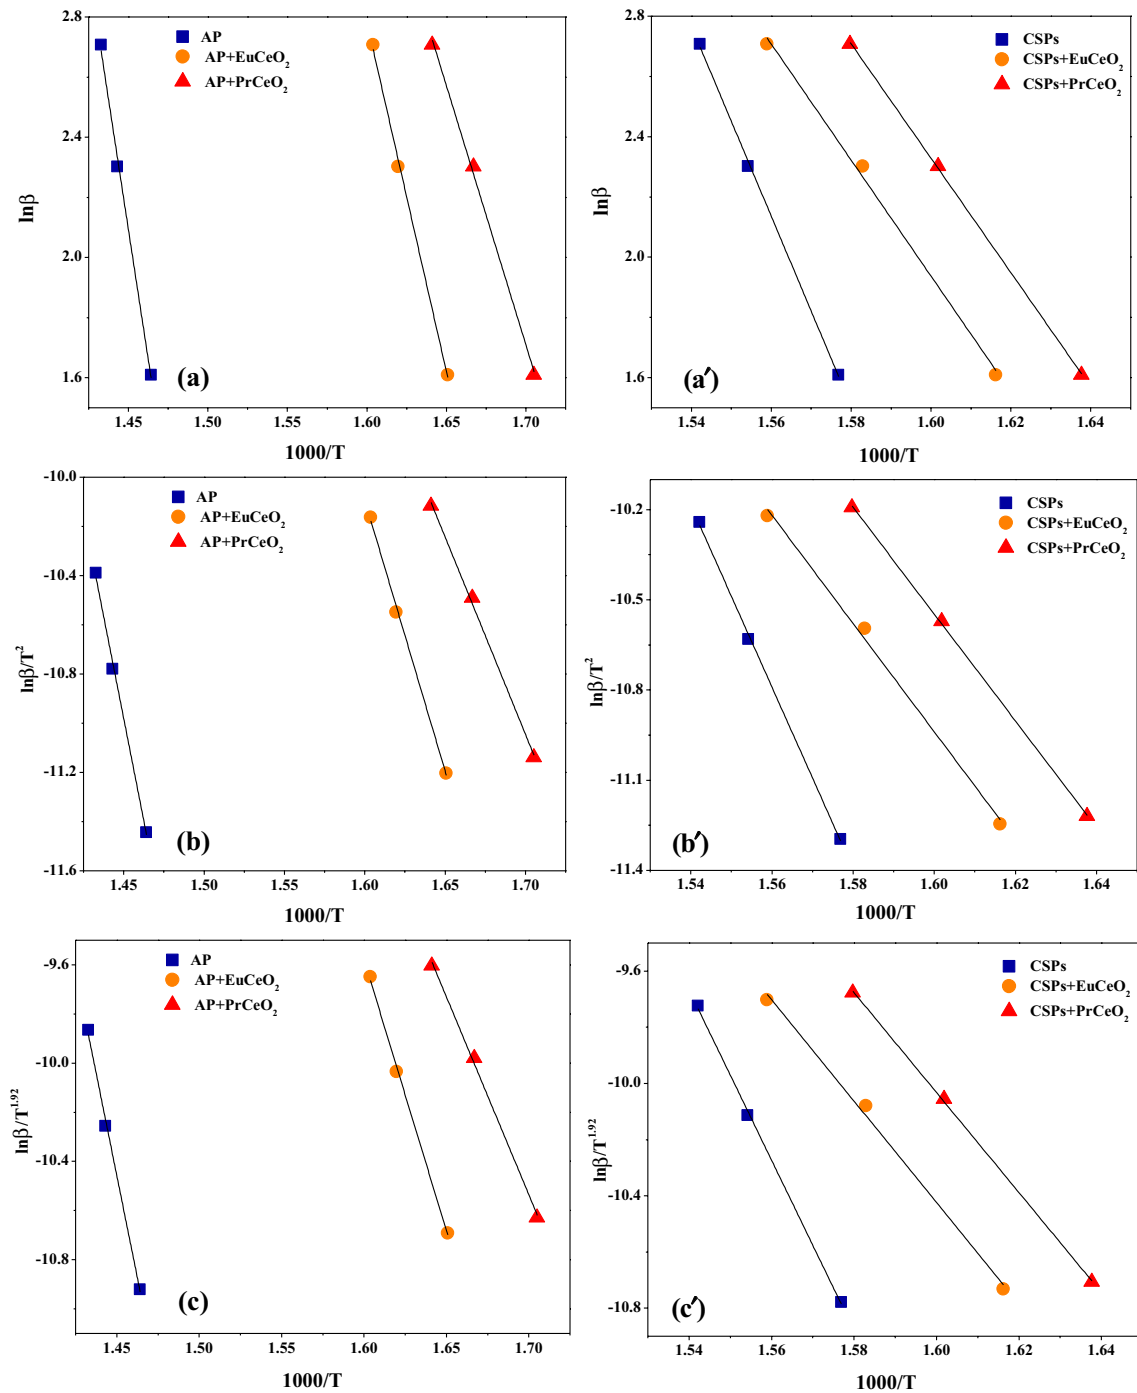 2.8
2.4
2.0
1.6
lnβ
AP
AP+EuCeO₂
AP+PrCeO₂
(a)
1.45 1.50 1.55 1.60 1.65 1.70
1000/T
2.8
2.4
2.0
1.6
lnβ
CSPs
CSPs+EuCeO₂
CSPs+PrCeO₂
(a′)
1.54 1.56 1.58 1.60 1.62 1.64
1000/T
-10.0
-10.4
-10.8
-11.2
-11.6
lnβ/T²
AP
AP+EuCeO₂
AP+PrCeO₂
(b)
1.45 1.50 1.55 1.60 1.65 1.70
1000/T
-10.2
-10.5
-10.8
-11.1
-11.4
lnβ/T²
CSPs
CSPs+EuCeO₂
CSPs+PrCeO₂
(b′)
1.54 1.56 1.58 1.60 1.62 1.64
1000/T
-9.6
-10.0
-10.4
-10.8
lnβ/T¹·⁹²
AP
AP+EuCeO₂
AP+PrCeO₂
(c)
1.45 1.50 1.55 1.60 1.65 1.70
1000/T
-9.6
-10.0
-10.4
-10.8
lnβ/T¹·⁹²
CSPs
CSPs+EuCeO₂
CSPs+PrCeO₂
(c′)
1.54 1.56 1.58 1.60 1.62 1.64
1000/T